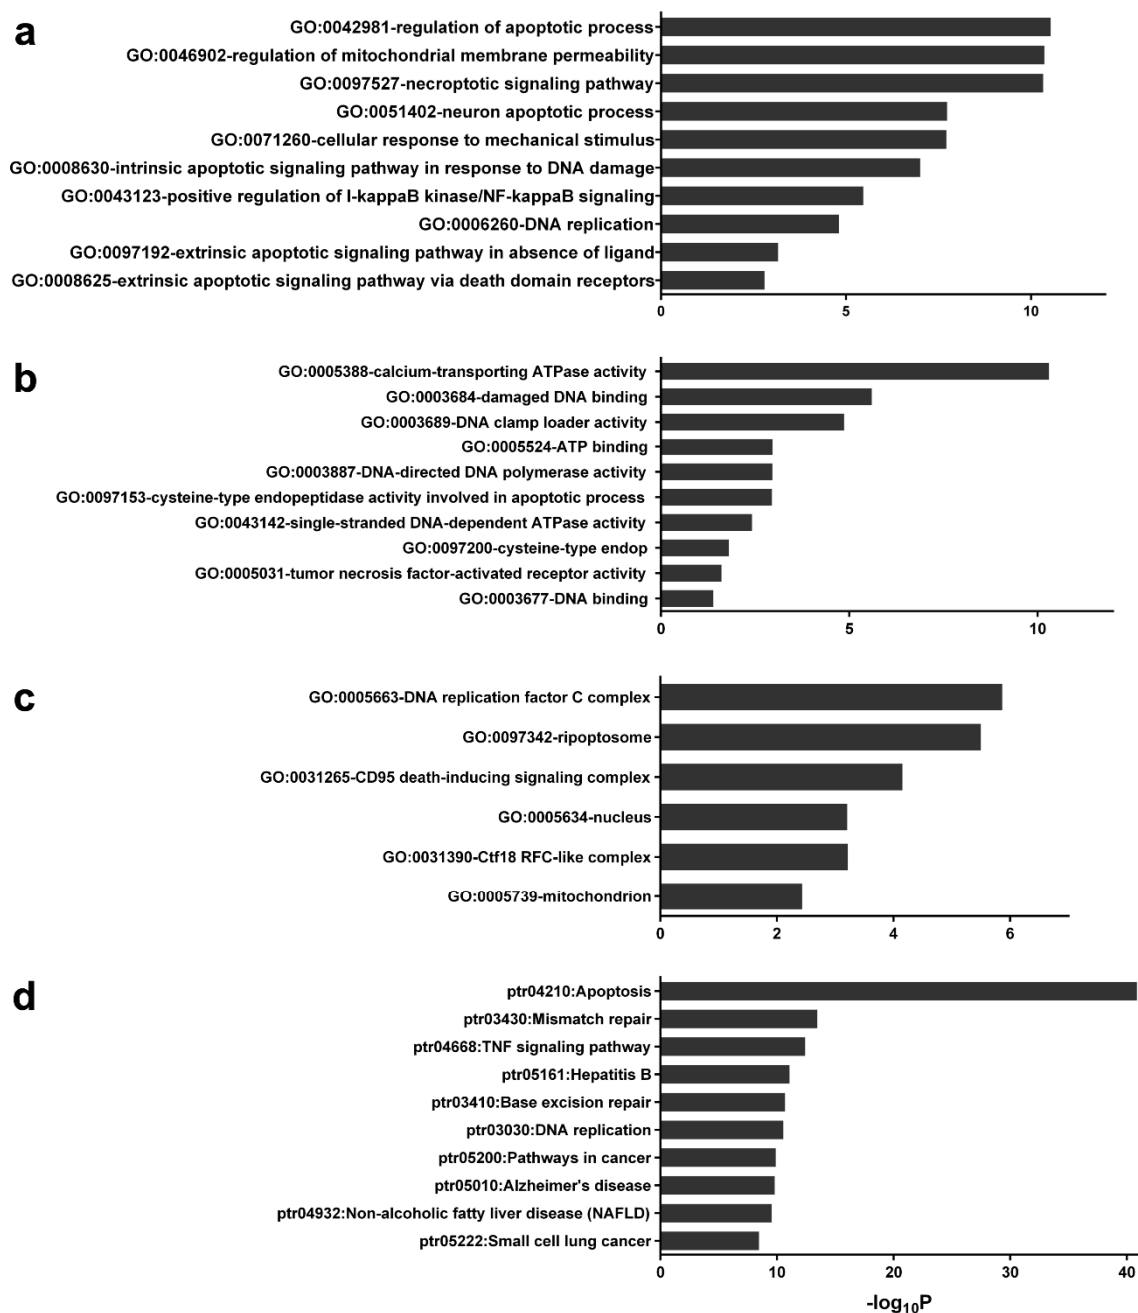 a
GO:0042981-regulation of apoptotic process
GO:0046902-regulation of mitochondrial membrane permeability
GO:0097527-necroptotic signaling pathway
GO:0051402-neuron apoptotic process
GO:0071260-cellular response to mechanical stimulus
GO:0008630-intrinsic apoptotic signaling pathway in response to DNA damage
GO:0043123-positive regulation of I-kappaB kinase/NF-kappaB signaling
GO:0006260-DNA replication
GO:0097192-extrinsic apoptotic signaling pathway in absence of ligand
GO:0008625-extrinsic apoptotic signaling pathway via death domain receptors
0 5 10
b
GO:0005388-calcium-transporting ATPase activity
GO:0003684-damaged DNA binding
GO:0003689-DNA clamp loader activity
GO:0005524-ATP binding
GO:0003887-DNA-directed DNA polymerase activity
GO:0097153-cysteine-type endopeptidase activity involved in apoptotic process
GO:0043142-single-stranded DNA-dependent ATPase activity
GO:0097200-cysteine-type endop
GO:0005031-tumor necrosis factor-activated receptor activity
GO:0003677-DNA binding
0 5 10
c
GO:0005663-DNA replication factor C complex
GO:0097342-ripoptosome
GO:0031265-CD95 death-inducing signaling complex
GO:0005634-nucleus
GO:0031390-Ctf18 RFC-like complex
GO:0005739-mitochondrion
0 2 4 6
d
ptr04210:Apoptosis
ptr03430:Mismatch repair
ptr04668:TNF signaling pathway
ptr05161:Hepatitis B
ptr03410:Base excision repair
ptr03030:DNA replication
ptr05200:Pathways in cancer
ptr05010:Alzheimer's disease
ptr04932:Non-alcoholic fatty liver disease (NAFLD)
ptr05222:Small cell lung cancer
0 10 20 30 40
-log₁₀P